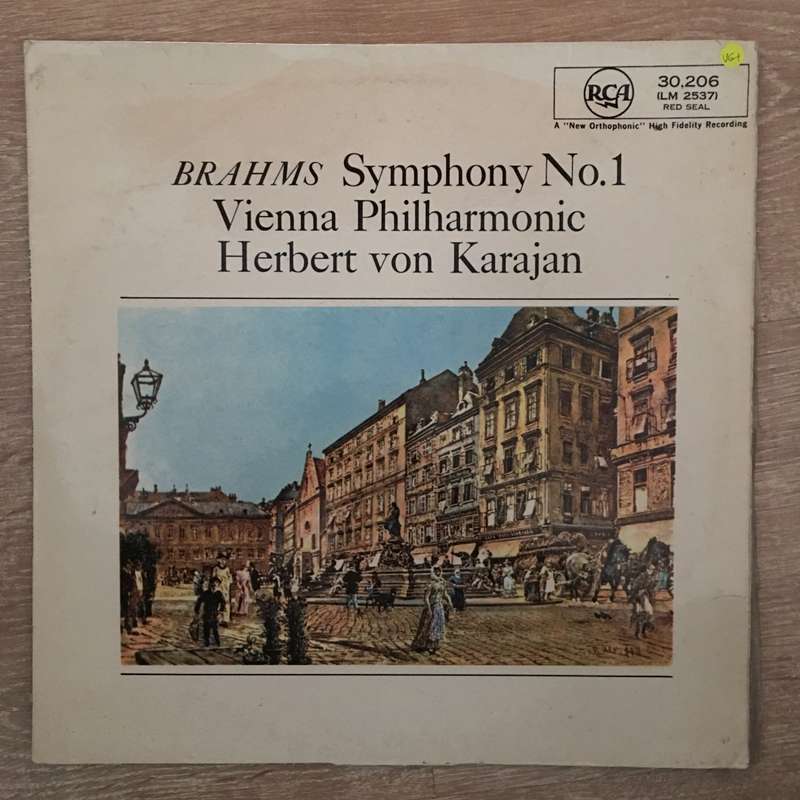 VG+
RCA
30,206
(LM 2537)
RED SEAL
A "New Orthophonic" High Fidelity Recording
BRAHMS Symphony No.1
Vienna Philharmonic
Herbert von Karajan